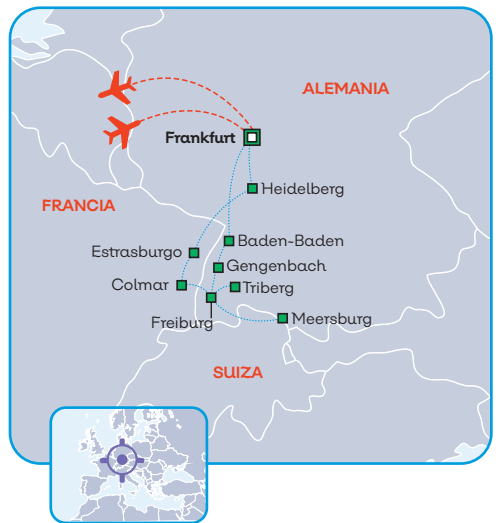 ALEMANIA
Frankfurt
Heidelberg
FRANCIA
Baden-Baden
Estrasburgo
Gengenbach
Colmar
Triberg
Freiburg
Meersburg
SUIZA